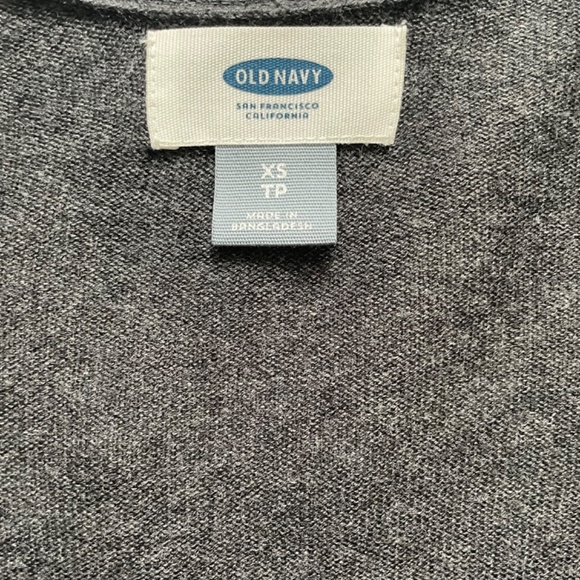 OLD NAVY
SAN FRANCISCO
CALIFORNIA
XS
TP
MADE IN
BANGLADESH